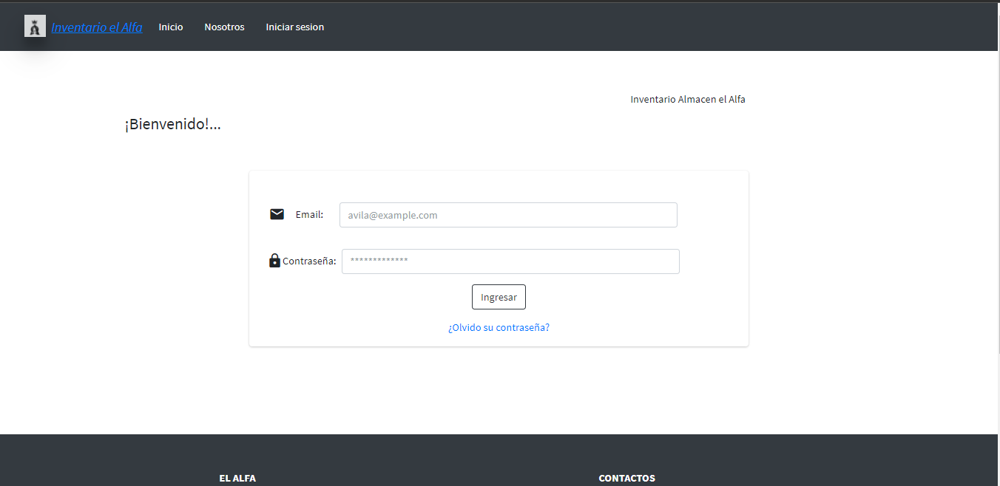 Inventario el Alfa Inicio Nosotros Iniciar sesion
Inventario Almacen el Alfa
¡Bienvenido!...
Email: avila@example.com
Contraseña: *************
Ingresar
¿Olvido su contraseña?
EL ALFA CONTACTOS